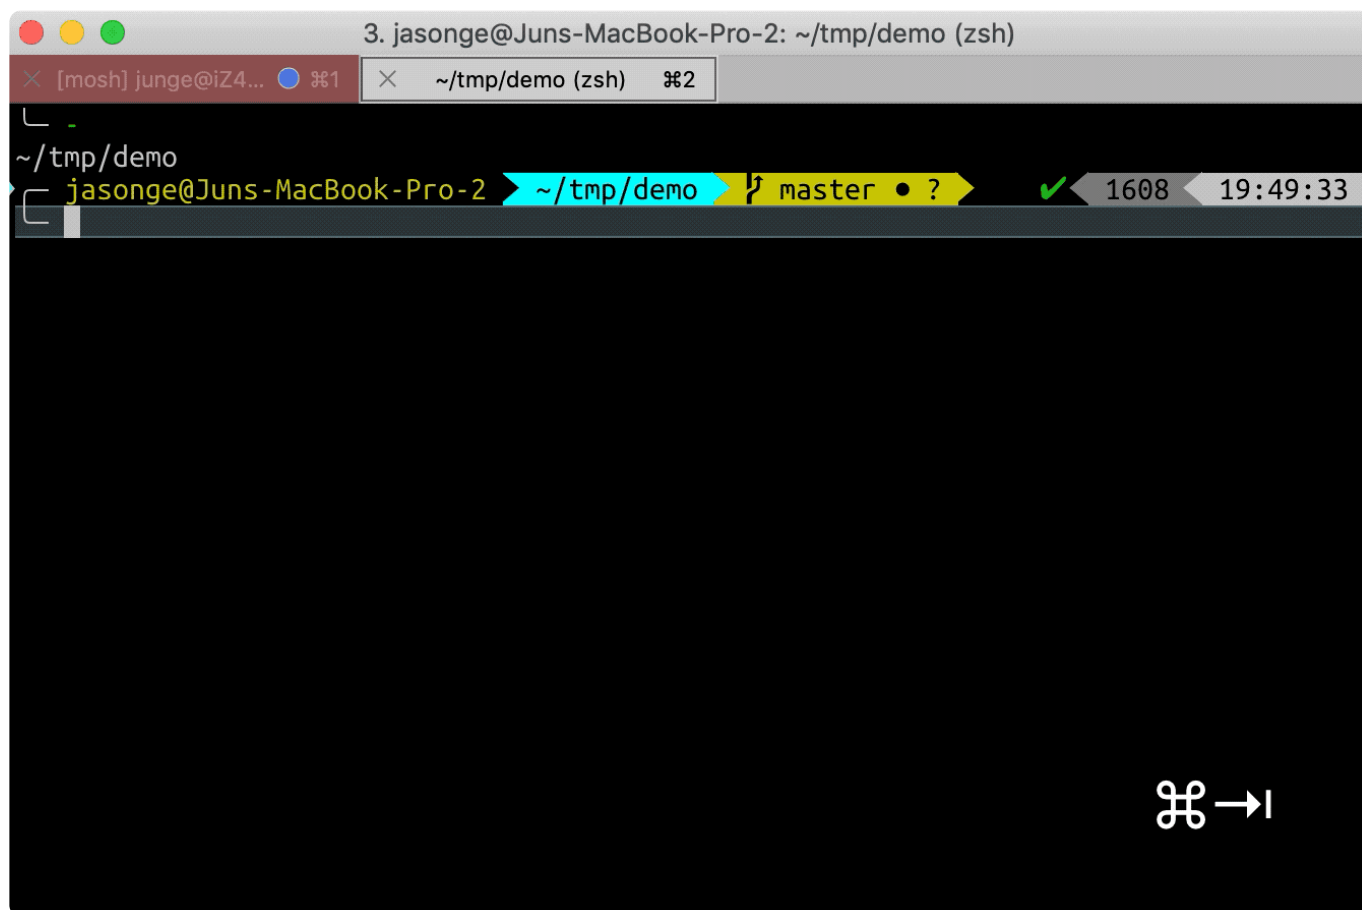 3. jasonge@Juns-MacBook-Pro-2: ~/tmp/demo (zsh)
[mosh] junge@iZ4... ⌘1 ~/tmp/demo (zsh) ⌘2
-
~/tmp/demo
jasonge@Juns-MacBook-Pro-2 ~/tmp/demo master ● ? ✔ 1608 19:49:33
⌘⇥